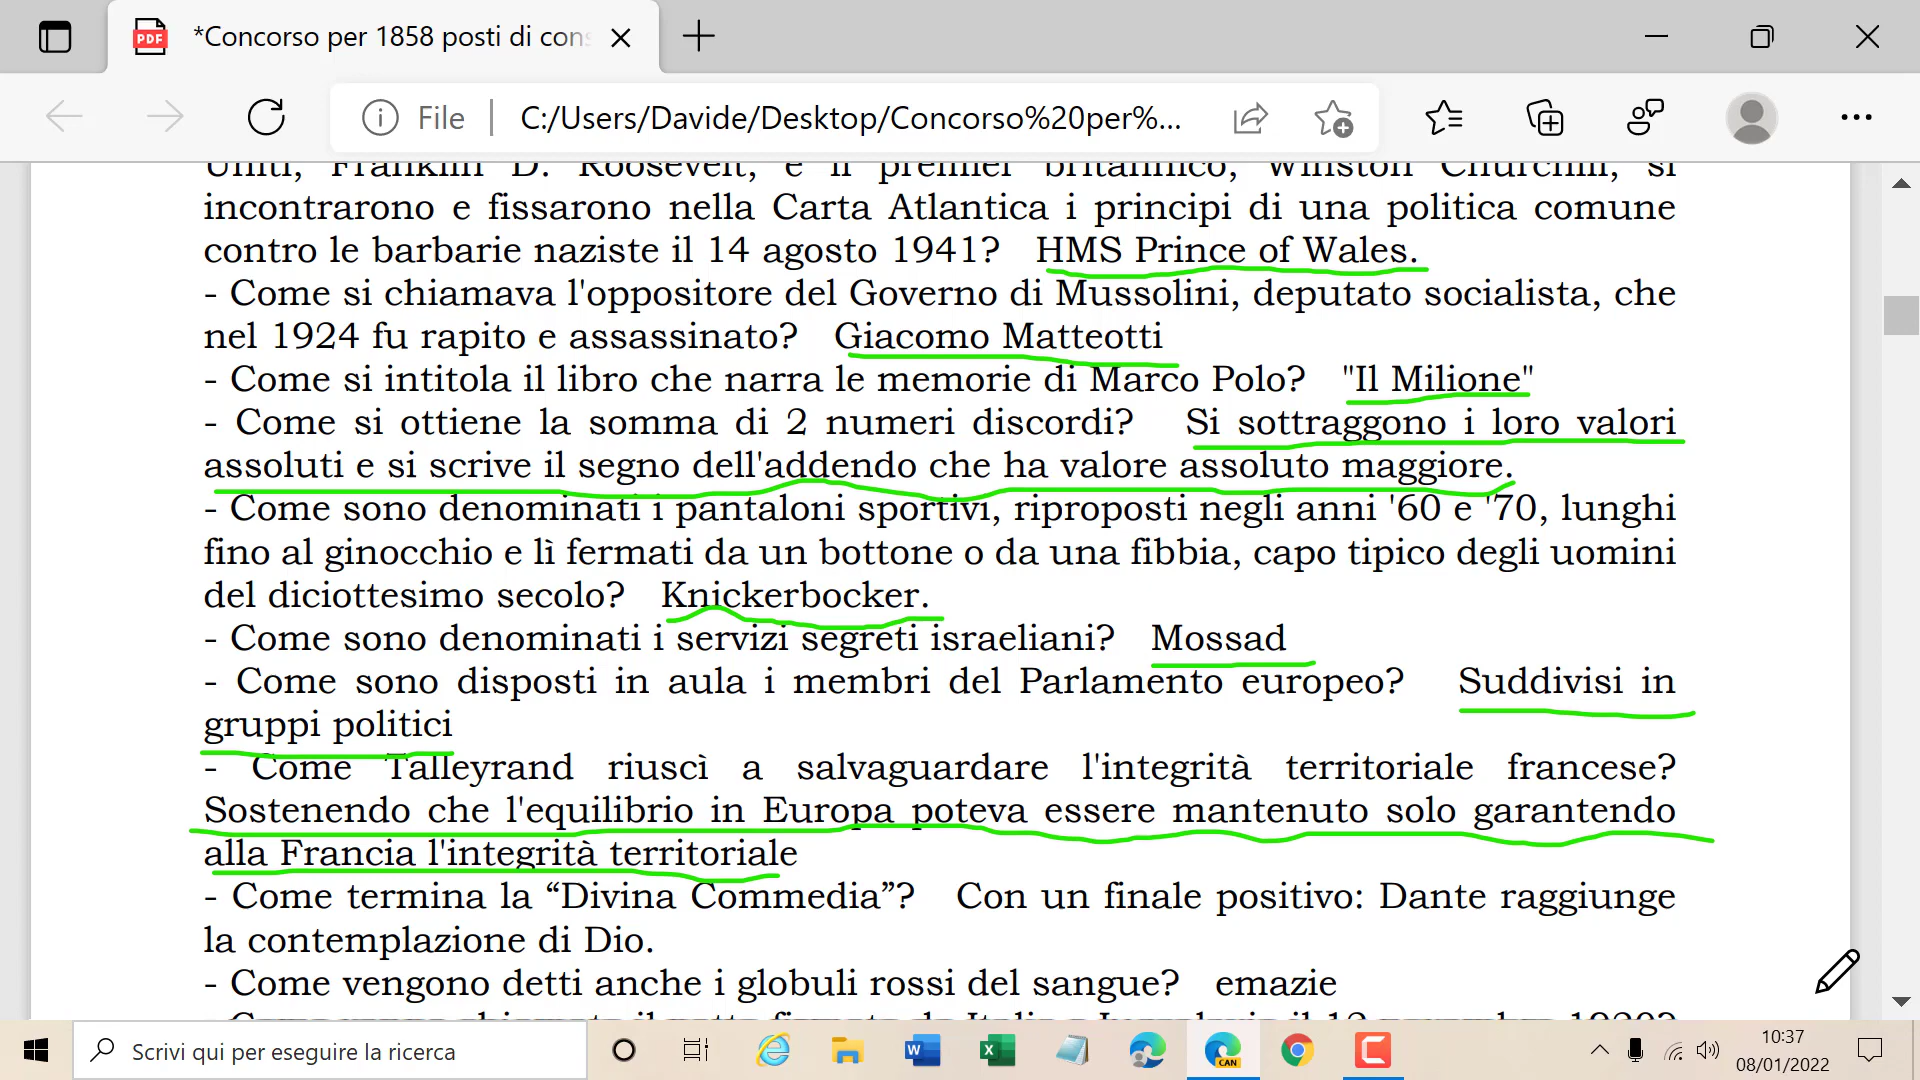 *Concorso per 1858 posti di cons
File
C:/Users/Davide/Desktop/Concorso%20per%...
Uniti, Franklin D. Roosevelt, e il premier britannico, Winston Churchill, si
incontrarono e fissarono nella Carta Atlantica i principi di una politica comune
contro le barbarie naziste il 14 agosto 1941? HMS Prince of Wales.
- Come si chiamava l'oppositore del Governo di Mussolini, deputato socialista, che
nel 1924 fu rapito e assassinato? Giacomo Matteotti
- Come si intitola il libro che narra le memorie di Marco Polo? "Il Milione"
- Come si ottiene la somma di 2 numeri discordi? Si sottraggono i loro valori
assoluti e si scrive il segno dell'addendo che ha valore assoluto maggiore.
- Come sono denominati i pantaloni sportivi, riproposti negli anni '60 e '70, lunghi
fino al ginocchio e lì fermati da un bottone o da una fibbia, capo tipico degli uomini
del diciottesimo secolo? Knickerbocker.
- Come sono denominati i servizi segreti israeliani? Mossad
- Come sono disposti in aula i membri del Parlamento europeo? Suddivisi in
gruppi politici
- Come Talleyrand riuscì a salvaguardare l'integrità territoriale francese?
Sostenendo che l'equilibrio in Europa poteva essere mantenuto solo garantendo
alla Francia l'integrità territoriale
- Come termina la “Divina Commedia”? Con un finale positivo: Dante raggiunge
la contemplazione di Dio.
- Come vengono detti anche i globuli rossi del sangue? emazie
Scrivi qui per eseguire la ricerca
10:37
08/01/2022